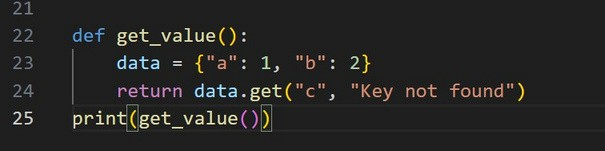 21
22 def get_value():
23     data = {"a": 1, "b": 2}
24     return data.get("c", "Key not found")
25 print(get_value())